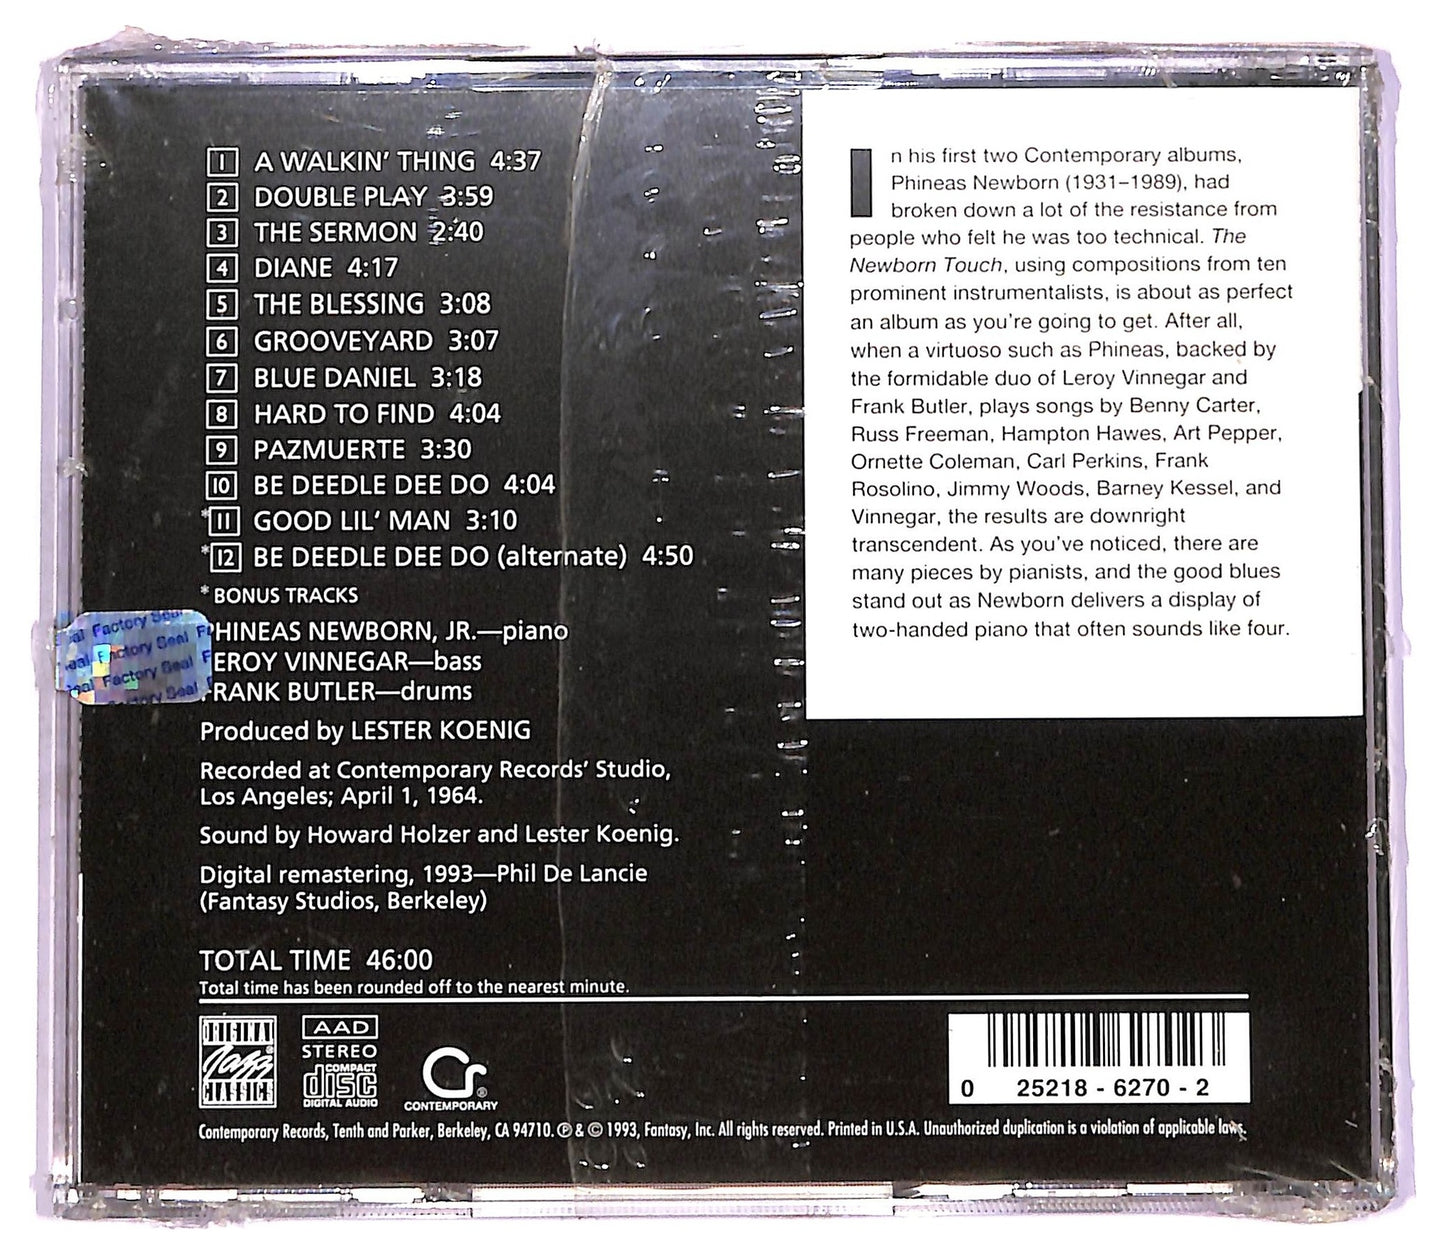 1 A WALKIN' THING 4:37
2 DOUBLE PLAY 3:59
3 THE SERMON 2:40
4 DIANE 4:17
5 THE BLESSING 3:08
6 GROOVEYARD 3:07
7 BLUE DANIEL 3:18
8 HARD TO FIND 4:04
9 PAZMUERTE 3:30
10 BE DEEDLE DEE DO 4:04
*11 GOOD LIL' MAN 3:10
*12 BE DEEDLE DEE DO (alternate) 4:50
*BONUS TRACKS
PHINEAS NEWBORN, JR.—piano
LEROY VINNEGAR—bass
FRANK BUTLER—drums
Produced by LESTER KOENIG
Recorded at Contemporary Records' Studio,
Los Angeles; April 1, 1964.
Sound by Howard Holzer and Lester Koenig.
Digital remastering, 1993—Phil De Lancie
(Fantasy Studios, Berkeley)
TOTAL TIME 46:00
Total time has been rounded off to the nearest minute.
In his first two Contemporary albums,
Phineas Newborn (1931–1989), had
broken down a lot of the resistance from
people who felt he was too technical. The
Newborn Touch, using compositions from ten
prominent instrumentalists, is about as perfect
an album as you're going to get. After all,
when a virtuoso such as Phineas, backed by
the formidable duo of Leroy Vinnegar and
Frank Butler, plays songs by Benny Carter,
Russ Freeman, Hampton Hawes, Art Pepper,
Ornette Coleman, Carl Perkins, Frank
Rosolino, Jimmy Woods, Barney Kessel, and
Vinnegar, the results are downright
transcendent. As you've noticed, there are
many pieces by pianists, and the good blues
stand out as Newborn delivers a display of
two-handed piano that often sounds like four.
Factory Seal
Factory Seal
Factory Seal
Factory Seal
ORIGINAL
Jazz®
CLASSICS
AAD
STEREO
COMPACT
disc
DIGITAL AUDIO
Cr®
CONTEMPORARY
0 25218 - 6270 - 2
Contemporary Records, Tenth and Parker, Berkeley, CA 94710. ℗ & © 1993, Fantasy, Inc. All rights reserved. Printed in U.S.A. Unauthorized duplication is a violation of applicable laws.